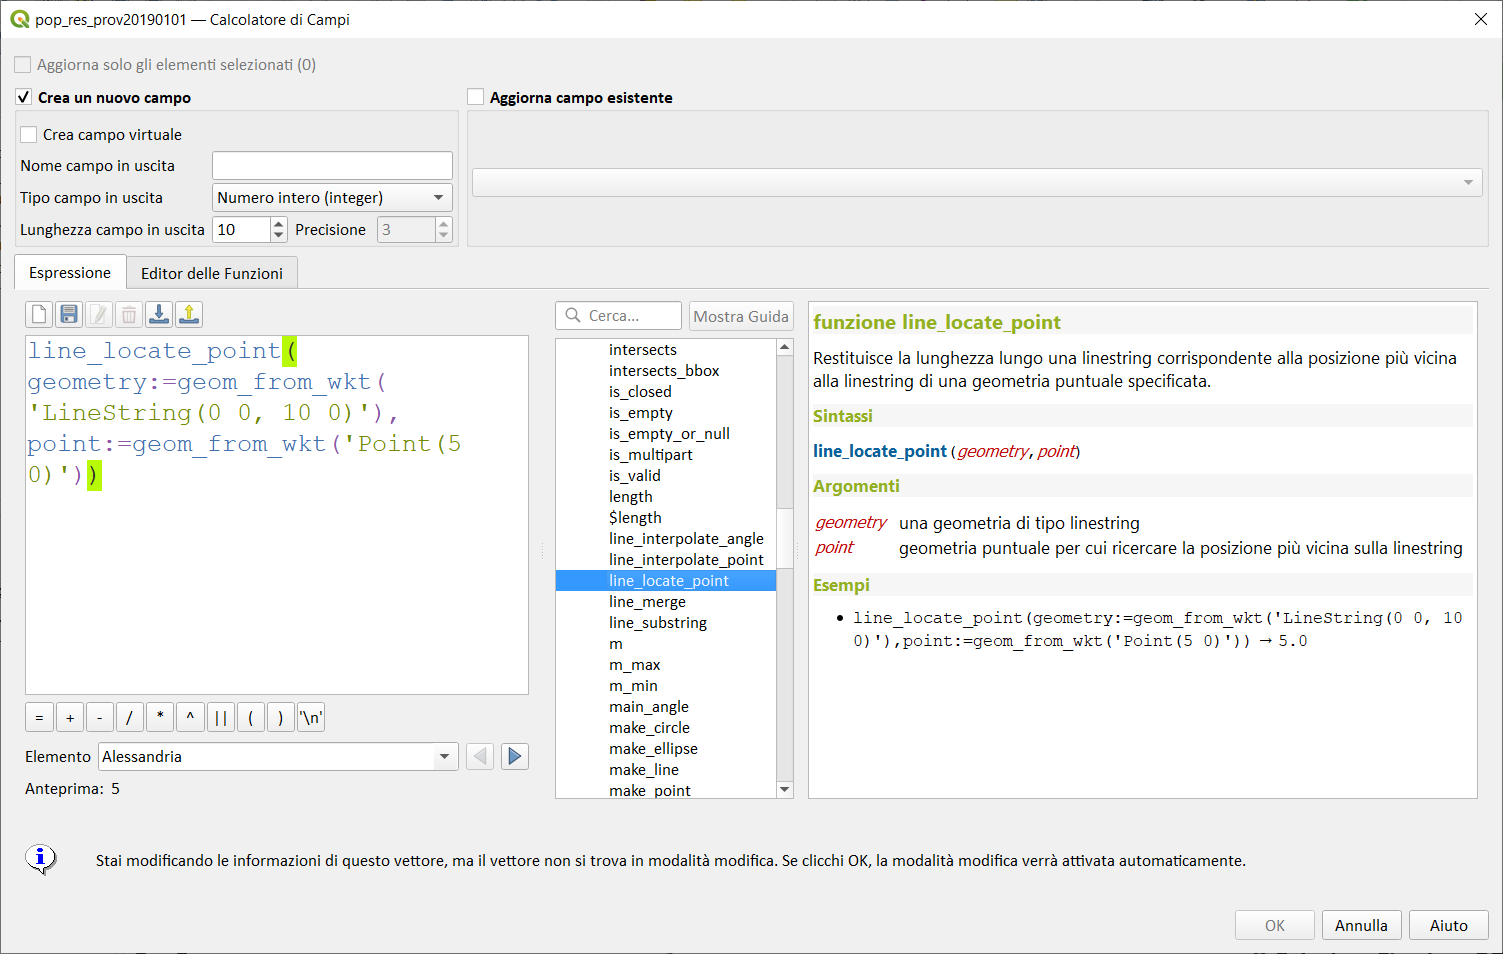 pop_res_prov20190101 — Calcolatore di Campi
Aggiorna solo gli elementi selezionati (0)
Crea un nuovo campo
Aggiorna campo esistente
Crea campo virtuale
Nome campo in uscita
Tipo campo in uscita Numero intero (integer)
Lunghezza campo in uscita 10 Precisione 3
Espressione Editor delle Funzioni
line_locate_point(
geometry:=geom_from_wkt(
'LineString(0 0, 10 0)'),
point:=geom_from_wkt('Point(5
0)'))
= + - / * ^ || ( ) '\n'
Elemento Alessandria
Anteprima: 5
Cerca... Mostra Guida
intersects
intersects_bbox
is_closed
is_empty
is_empty_or_null
is_multipart
is_valid
length
$length
line_interpolate_angle
line_interpolate_point
line_locate_point
line_merge
line_substring
m
m_max
m_min
main_angle
make_circle
make_ellipse
make_line
make_point
funzione line_locate_point
Restituisce la lunghezza lungo una linestring corrispondente alla posizione più vicina
alla linestring di una geometria puntuale specificata.
Sintassi
line_locate_point(geometry, point)
Argomenti
geometry una geometria di tipo linestring
point geometria puntuale per cui ricercare la posizione più vicina sulla linestring
Esempi
• line_locate_point(geometry:=geom_from_wkt('LineString(0 0, 10
0)'),point:=geom_from_wkt('Point(5 0)')) → 5.0
Stai modificando le informazioni di questo vettore, ma il vettore non si trova in modalità modifica. Se clicchi OK, la modalità modifica verrà attivata automaticamente.
OK Annulla Aiuto